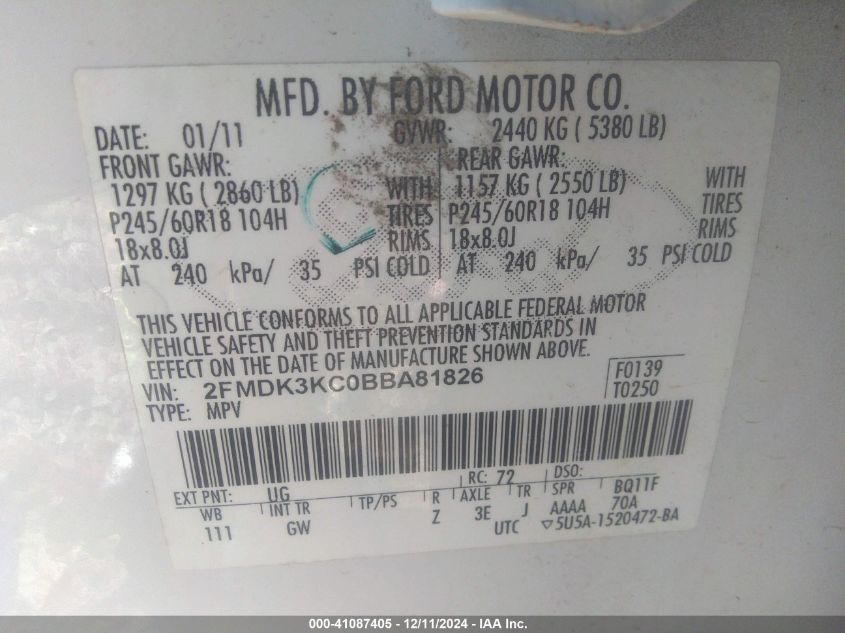 MFD. BY FORD MOTOR CO.
DATE: 01/11 GVWR: 2440 KG ( 5380 LB)
FRONT GAWR: REAR GAWR:
1297 KG ( 2860 LB) WITH 1157 KG ( 2550 LB) WITH
P245/60R18 104H TIRES P245/60R18 104H TIRES
18x8.0J RIMS 18x8.0J RIMS
AT 240 kPa/ 35 PSI COLD AT 240 kPa/ 35 PSI COLD
THIS VEHICLE CONFORMS TO ALL APPLICABLE FEDERAL MOTOR
VEHICLE SAFETY AND THEFT PREVENTION STANDARDS IN
EFFECT ON THE DATE OF MANUFACTURE SHOWN ABOVE.
VIN: 2FMDK3KC0BBA81826 F0139
TYPE: MPV T0250
EXT PNT: UG RC: 72 DSO:
WB INT TR TP/PS R AXLE TR SPR BQ11F
111 GW Z 3E J AAAA 70A
UTC ▽5U5A-1520472-BA
000-41087405 - 12/11/2024 - IAA Inc.